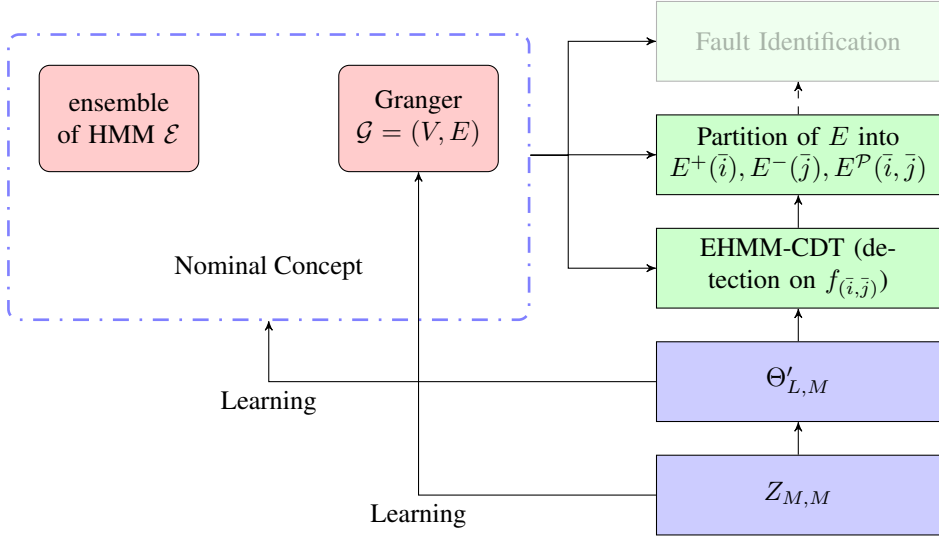 ensemble
of HMM ℰ
Granger
𝒢 = (V, E)
Nominal Concept
Learning
Learning
Fault Identification
Partition of E into
E⁺(ī), E⁻(j̄), E^𝒫(ī, j̄)
EHMM-CDT (de-
tection on f_(ī,j̄))
Θ′_{L,M}
Z_{M,M}